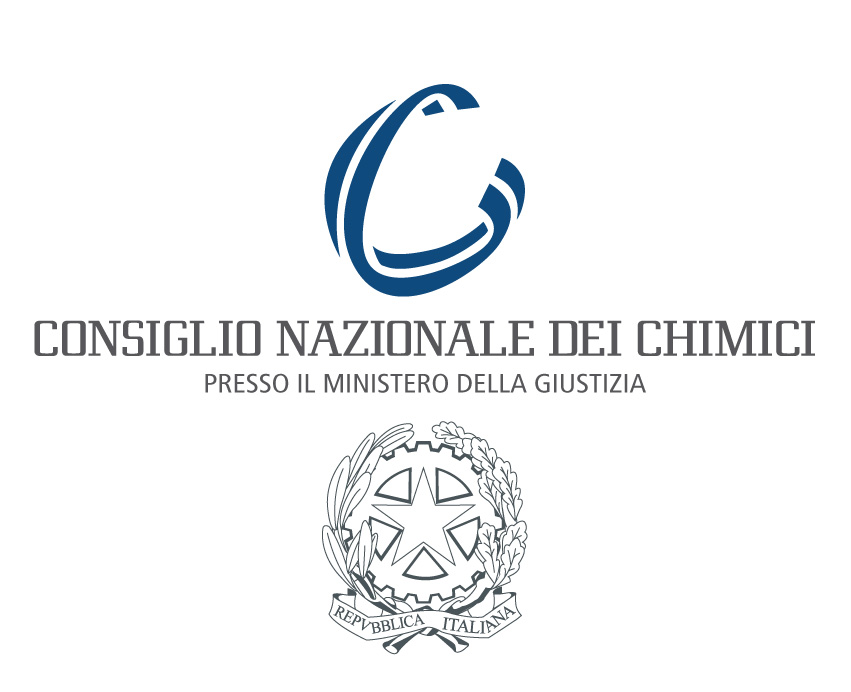 CONSIGLIO NAZIONALE DEI CHIMICI
PRESSO IL MINISTERO DELLA GIUSTIZIA
REPVBBLICA ITALIANA